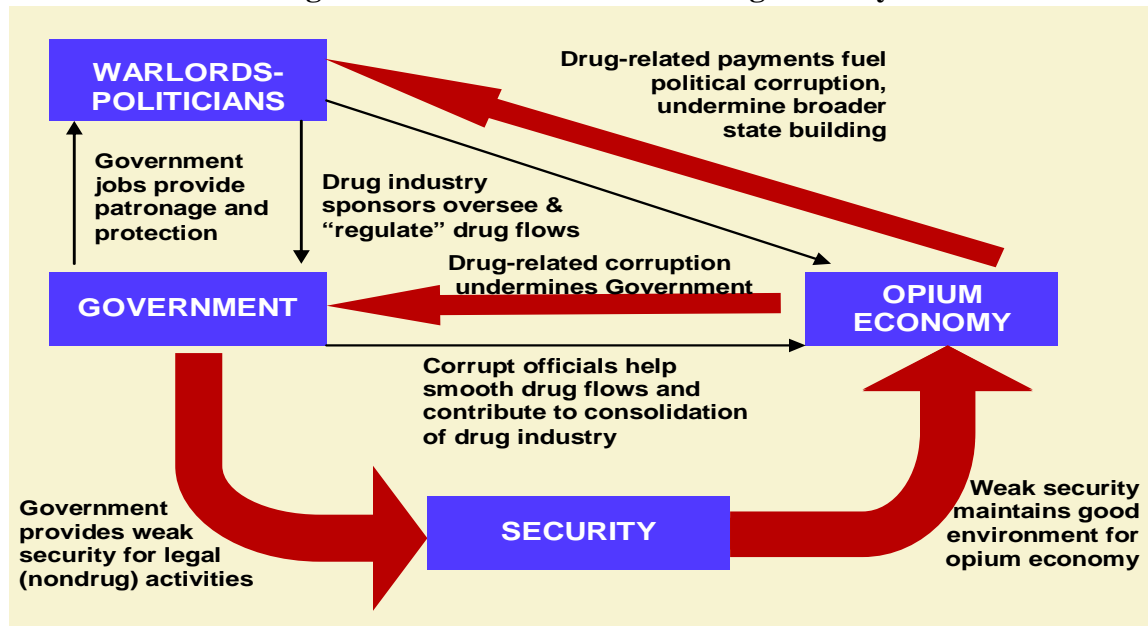 WARLORDS-
POLITICIANS
Drug-related payments fuel
political corruption,
undermine broader
state building
Government
jobs provide
patronage and
protection
Drug industry
sponsors oversee &
“regulate” drug flows
Drug-related corruption
undermines Government
GOVERNMENT
OPIUM
ECONOMY
Corrupt officials help
smooth drug flows and
contribute to consolidation
of drug industry
Government
provides weak
security for legal
(nondrug) activities
SECURITY
Weak security
maintains good
environment for
opium economy